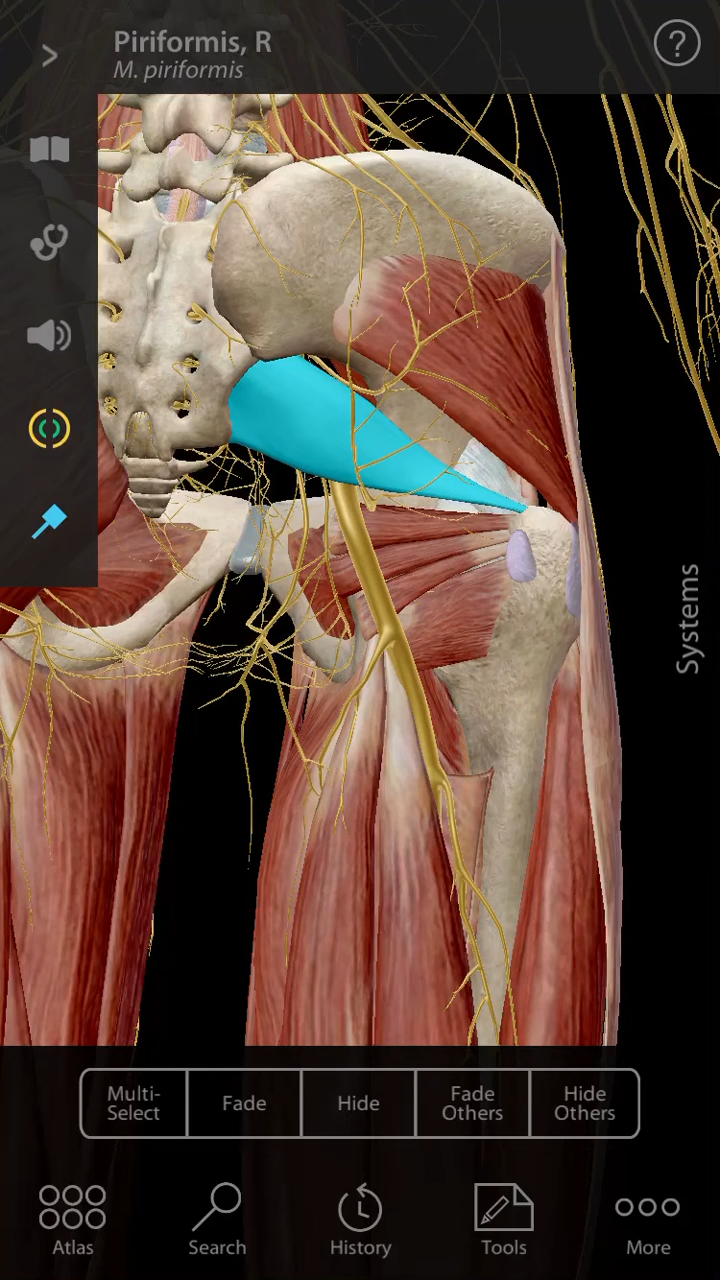 >
Piriformis, R
M. piriformis
?
Systems
Multi-
Select
Fade
Hide
Fade
Others
Hide
Others
Atlas
Search
History
Tools
More